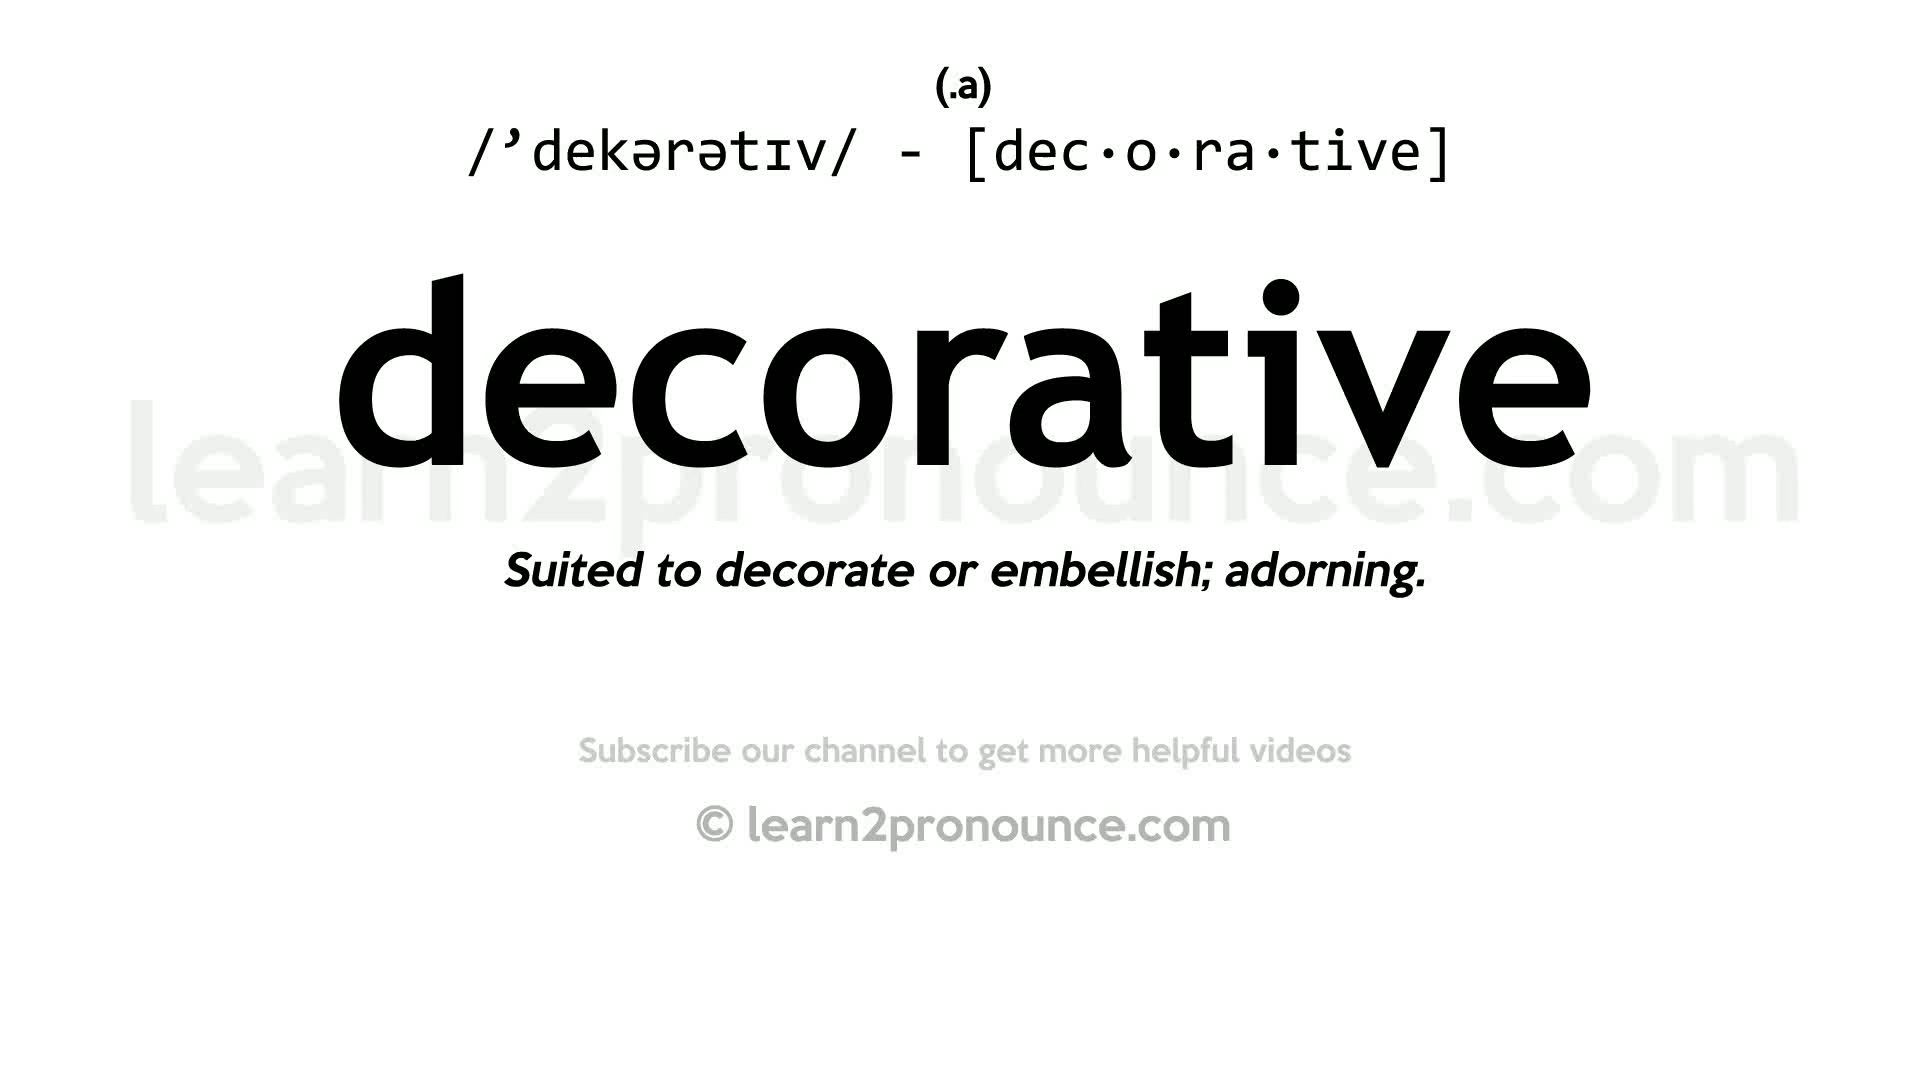 (.a)
/’dekərətɪv/ - [dec·o·ra·tive]
decorative
learn2pronounce.com
Suited to decorate or embellish; adorning.
Subscribe our channel to get more helpful videos
© learn2pronounce.com